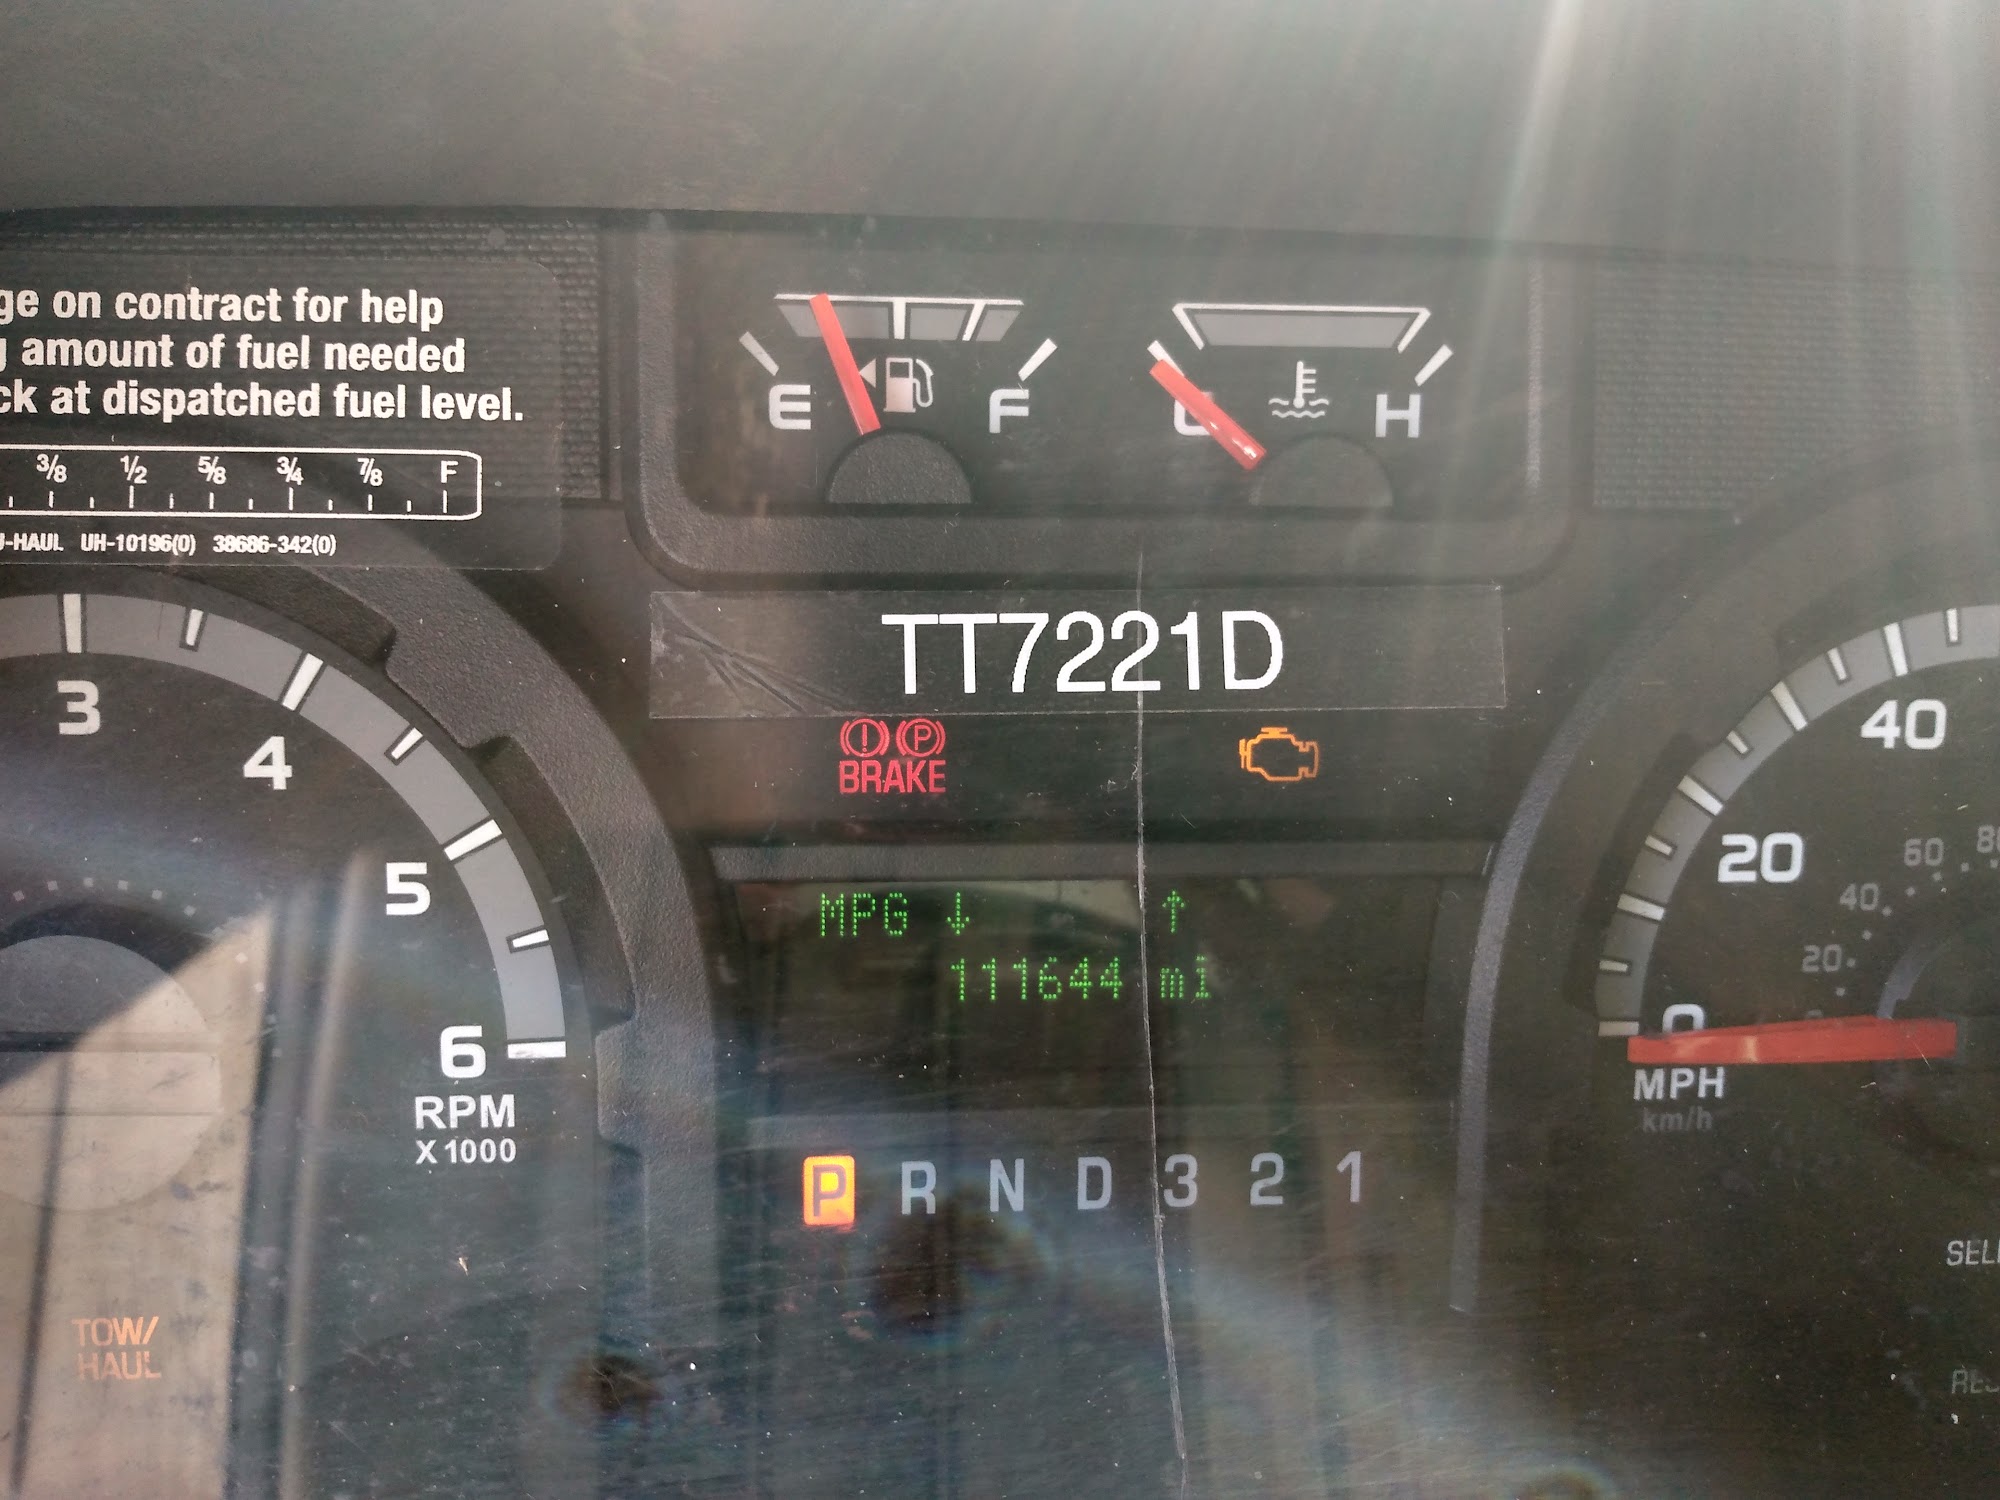 ge on contract for help
amount of fuel needed
ck at dispatched fuel level.
3/8 1/2 5/8 3/4 7/8 F
U-HAUL UH-10196(0) 38686-342(0)
E F
C H
TT7221D
BRAKE
MPG ↓ ↑
111644 mi
P R N D 3 2 1
3
4
5
6
RPM
X 1000
TOW/
HAUL
40
20
0
MPH
km/h
60
40
20